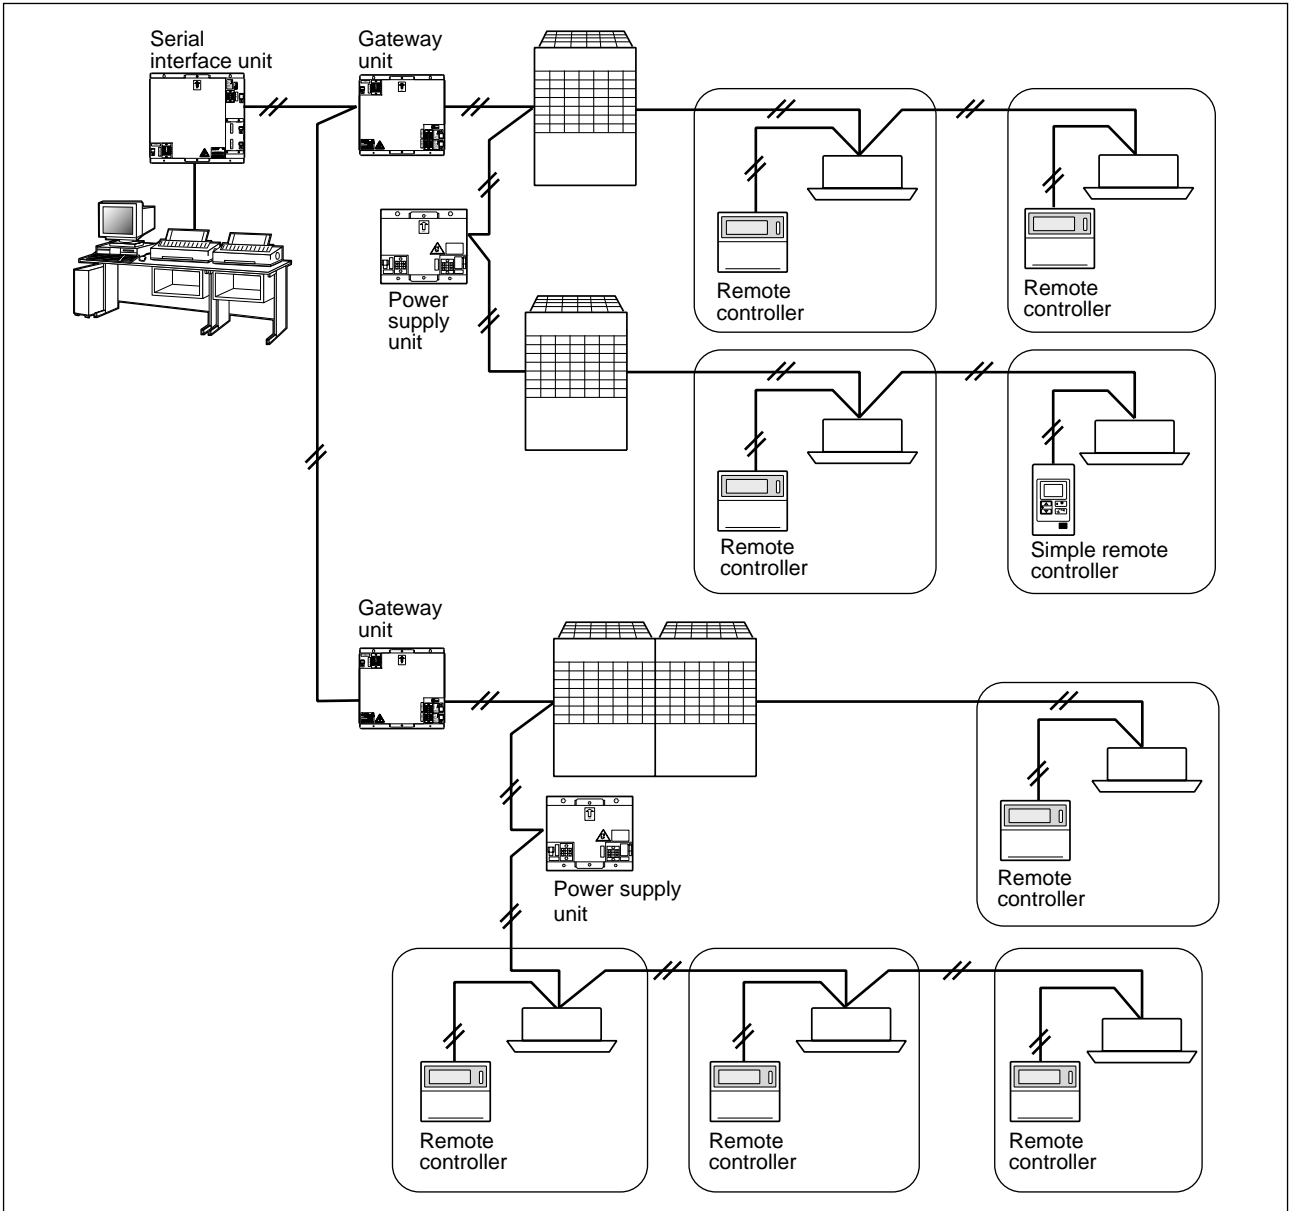 Serial
interface unit
Gateway
unit
Power
supply
unit
Remote
controller
Remote
controller
Remote
controller
Simple remote
controller
Gateway
unit
Power supply
unit
Remote
controller
Remote
controller
Remote
controller
Remote
controller